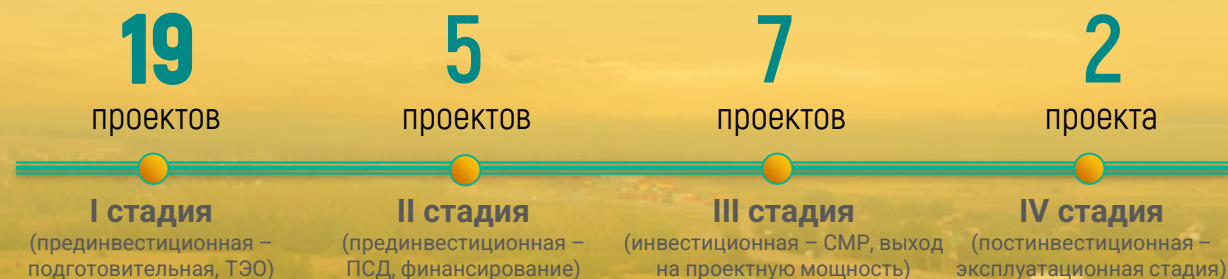 19
проектов
I стадия
(прединвестиционная –
подготовительная, ТЭО)
5
проектов
II стадия
(прединвестиционная –
ПСД, финансирование)
7
проектов
III стадия
(инвестиционная – СМР, выход
на проектную мощность)
2
проекта
IV стадия
(постинвестиционная –
эксплуатационная стадия)